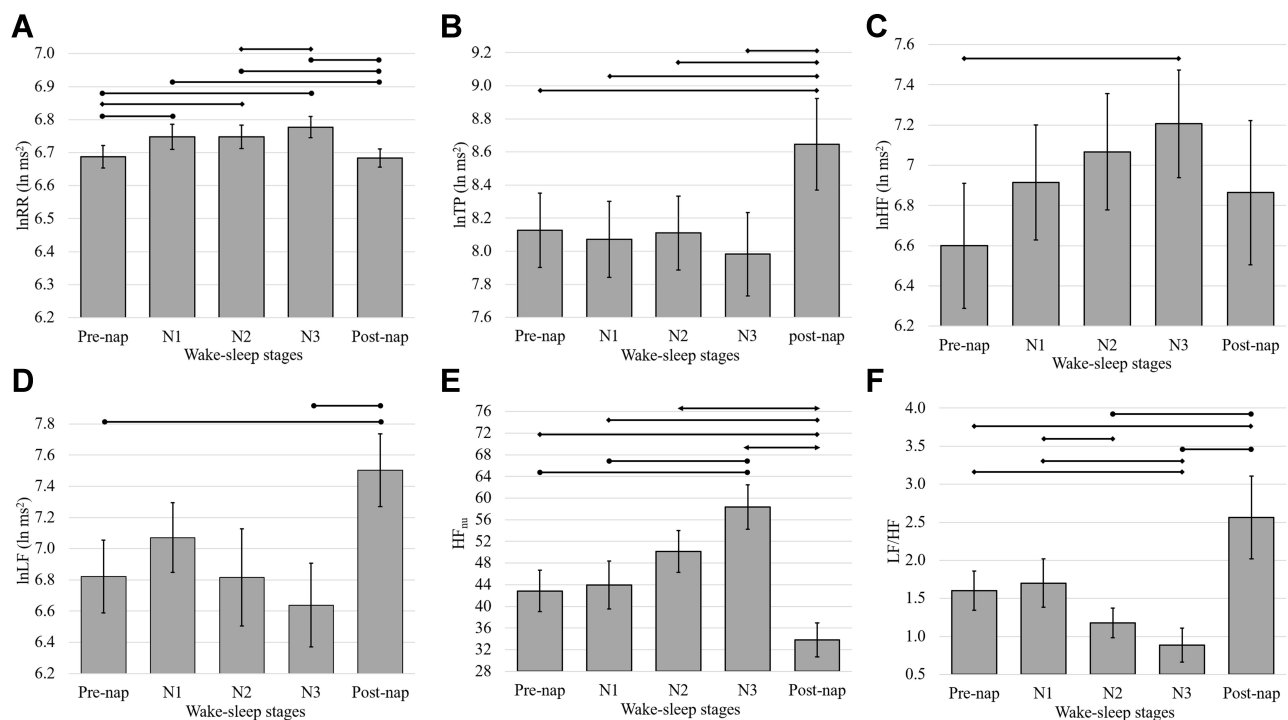 A
7.0
6.9
6.8
6.7
6.6
6.5
6.4
6.3
6.2
lnRR (ln ms²)
Pre-nap N1 N2 N3 Post-nap
Wake-sleep stages
B
9.2
9.0
8.8
8.6
8.4
8.2
8.0
7.8
7.6
lnTP (ln ms²)
Pre-nap N1 N2 N3 post-nap
Wake-sleep stages
C
7.6
7.4
7.2
7
6.8
6.6
6.4
6.2
lnHF (ln ms²)
Pre-nap N1 N2 N3 Post-nap
Wake-sleep stages
D
7.8
7.6
7.4
7.2
7.0
6.8
6.6
6.4
6.2
lnLF (ln ms²)
Pre-nap N1 N2 N3 Post-nap
Wake-sleep stages
E
76
72
68
64
60
56
52
48
44
40
36
32
28
HFnu
Pre-nap N1 N2 N3 Post-nap
Wake-sleep stages
F
4.0
3.5
3.0
2.5
2.0
1.5
1.0
0.5
LF/HF
Pre-nap N1 N2 N3 Post-nap
Wake-sleep stages